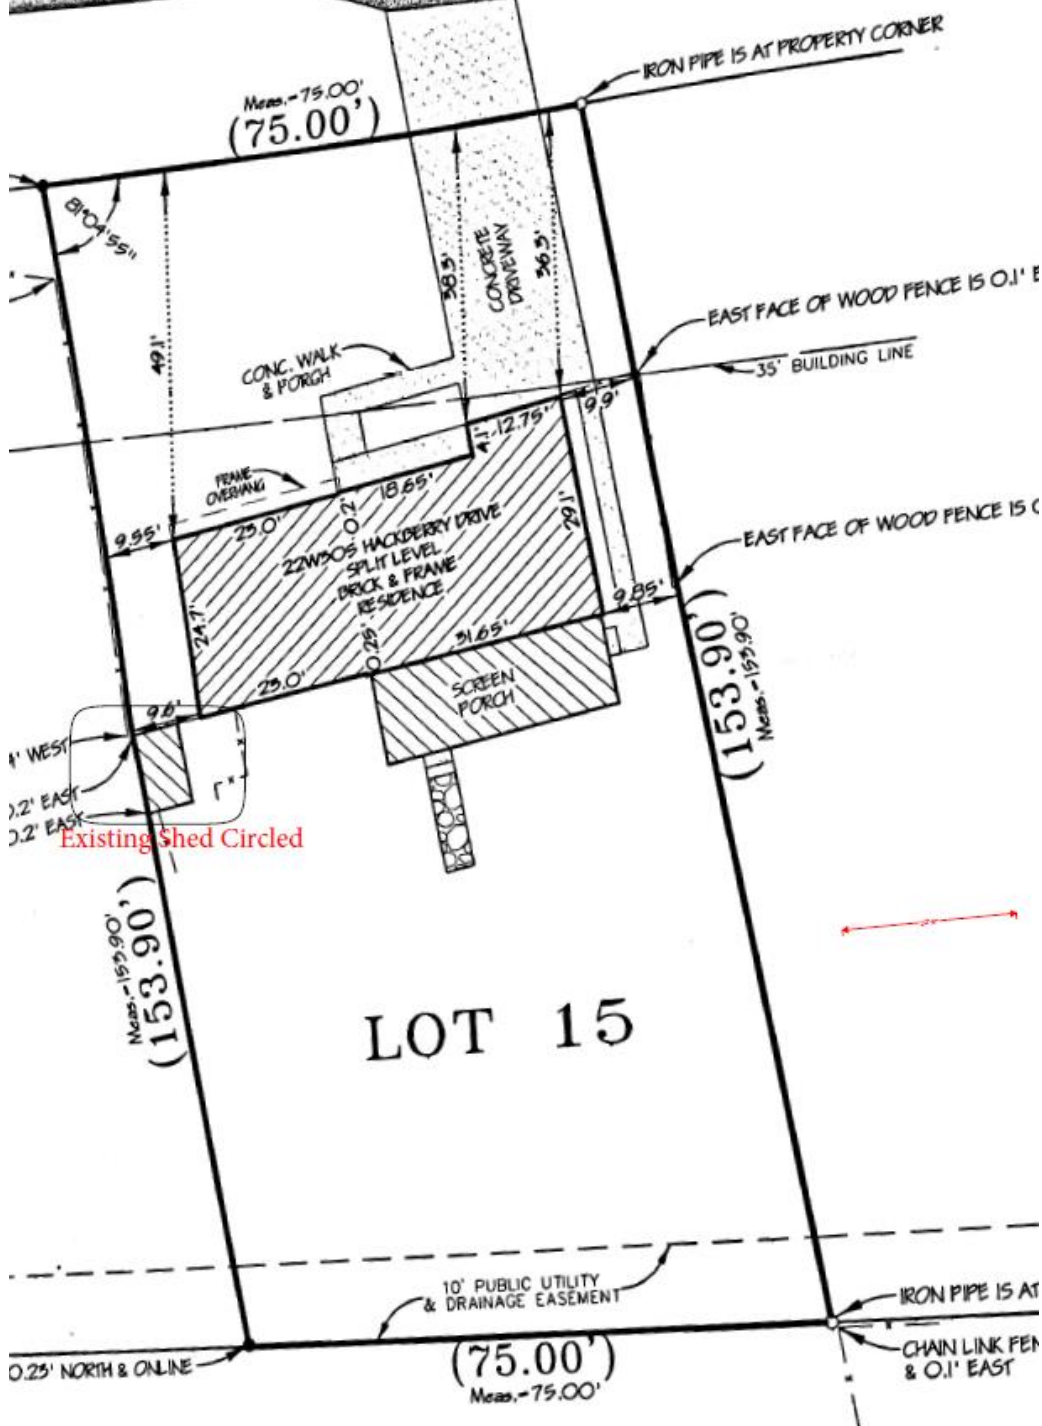 IRON PIPE IS AT PROPERTY CORNER
Meas.-75.00'
(75.00')
81°04'55"
49.1'
38.3'
CONCRETE
DRIVEWAY
36.3'
EAST FACE OF WOOD FENCE IS 0.1' E
35' BUILDING LINE
CONC. WALK
& PORCH
9.9'
12.75'
4.1'
FRAME
OVERHANG
18.65'
9.55'
23.0'
0.2'
29.1'
EAST FACE OF WOOD FENCE IS 0
22W305 HACKBERRY DRIVE
SPLIT LEVEL
BRICK & FRAME
RESIDENCE
24.7'
9.85'
31.65'
0.25'
23.0'
SCREEN
PORCH
9.6'
(153.90')
Meas.-153.90'
' WEST
0.2' EAST
0.2' EAST
Existing Shed Circled
(153.90')
Meas.-153.90'
LOT 15
10' PUBLIC UTILITY
& DRAINAGE EASEMENT
IRON PIPE IS AT
CHAIN LINK FEN
& 0.1' EAST
0.23' NORTH & ONLINE
(75.00')
Meas.-75.00'